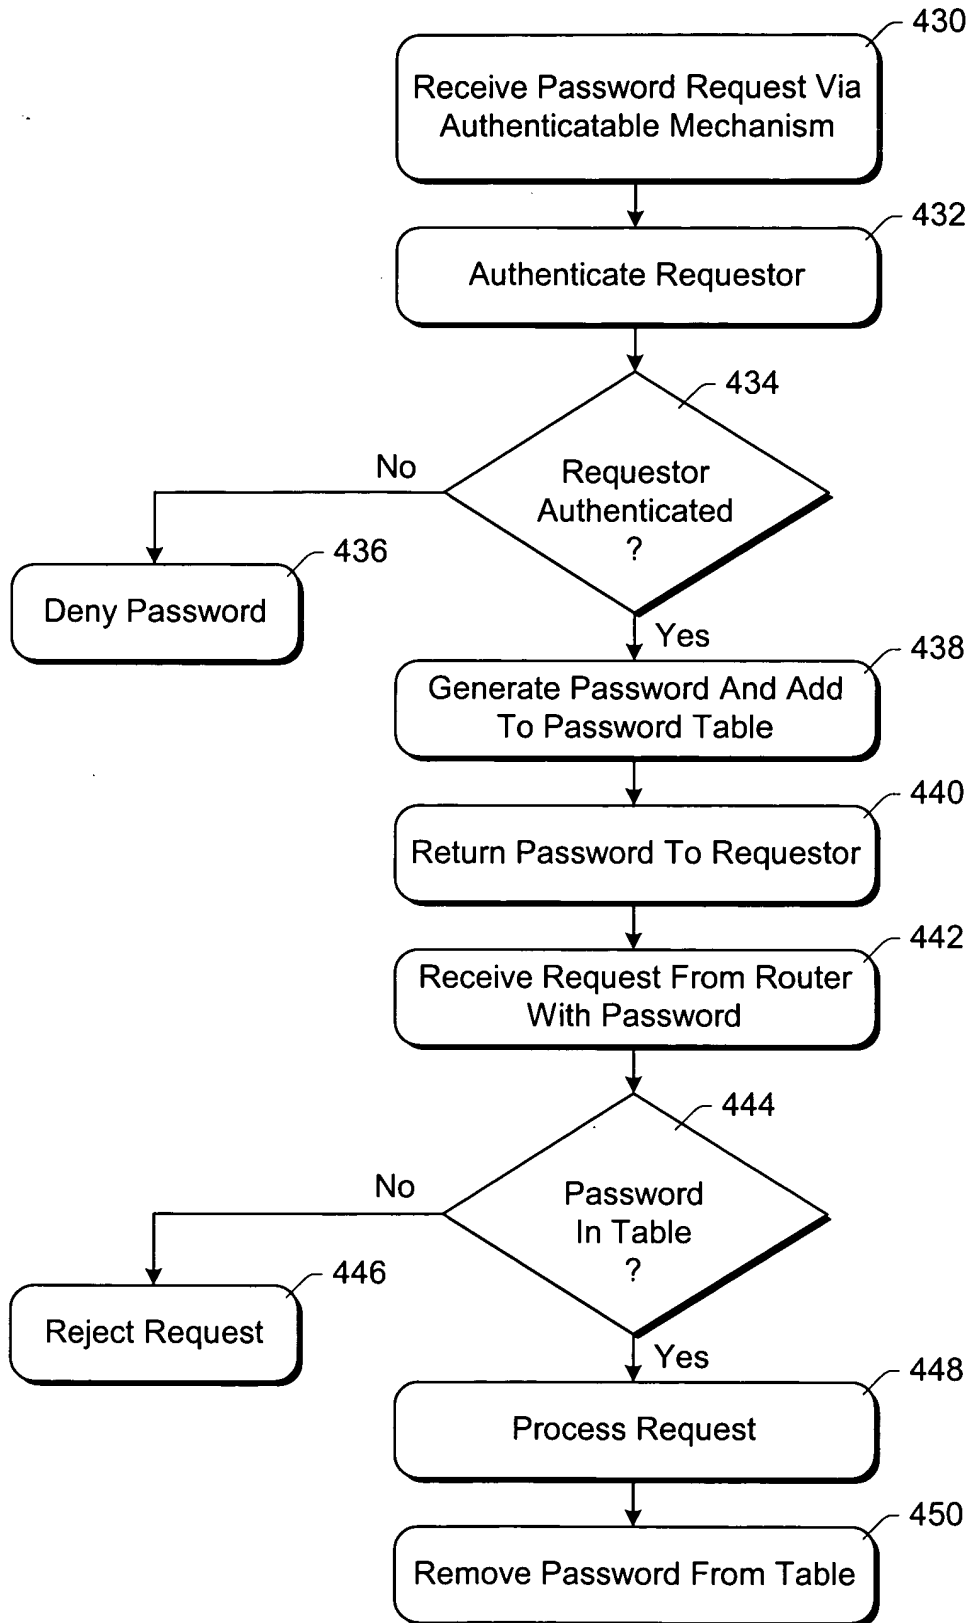 430
Receive Password Request Via
Authenticatable Mechanism
432
Authenticate Requestor
434
No
Requestor
Authenticated
?
436
Deny Password
Yes
438
Generate Password And Add
To Password Table
440
Return Password To Requestor
442
Receive Request From Router
With Password
444
No
Password
In Table
?
446
Reject Request
Yes
448
Process Request
450
Remove Password From Table